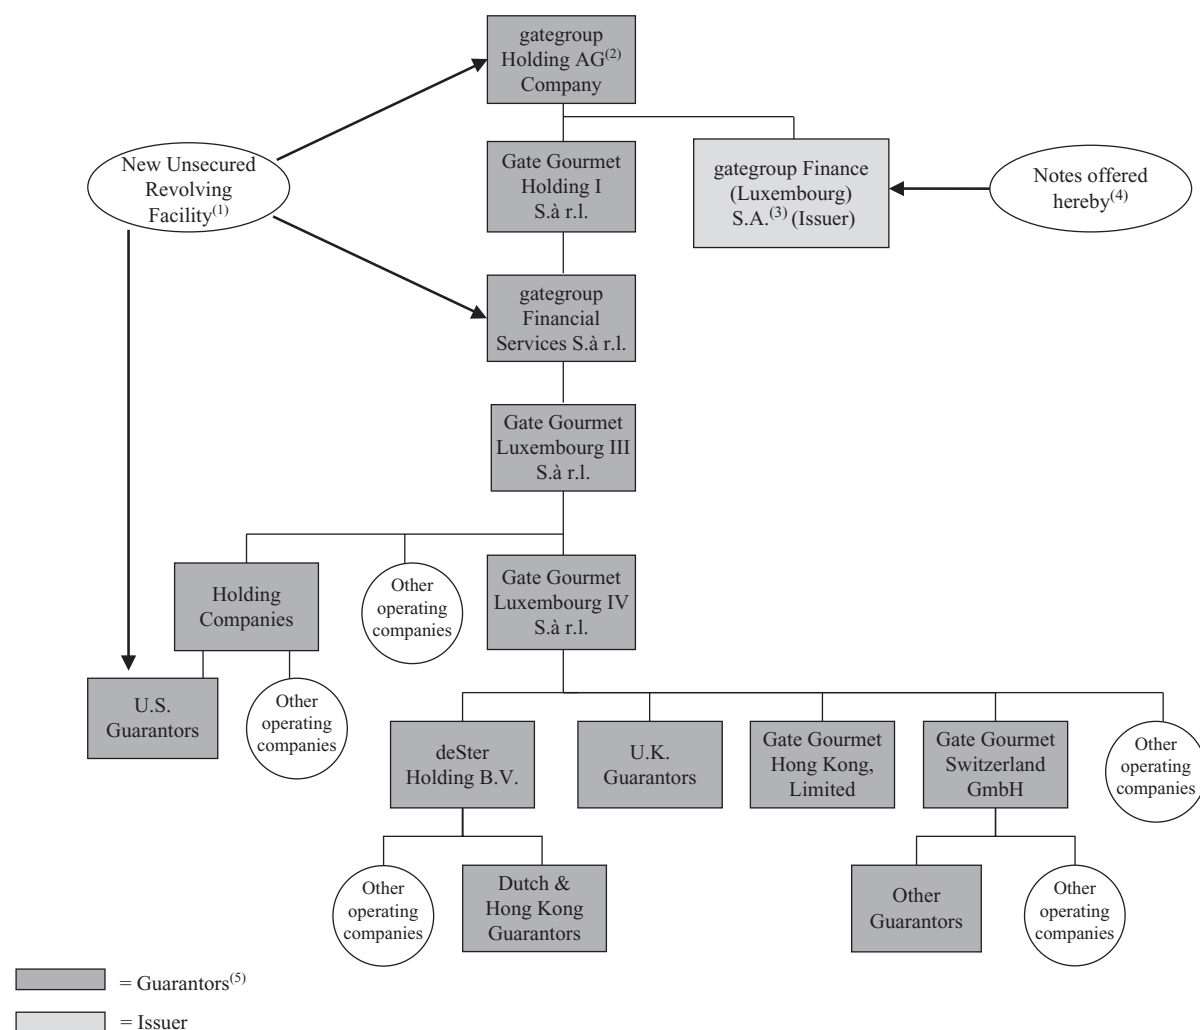 gategroup
Holding AG(2)
Company
New Unsecured
Revolving
Facility(1)
Gate Gourmet
Holding I
S.à r.l.
gategroup Finance
(Luxembourg)
S.A.(3) (Issuer)
Notes offered
hereby(4)
gategroup
Financial
Services S.à r.l.
Gate Gourmet
Luxembourg III
S.à r.l.
Holding
Companies
Other
operating
companies
Gate Gourmet
Luxembourg IV
S.à r.l.
U.S.
Guarantors
Other
operating
companies
deSter
Holding B.V.
U.K.
Guarantors
Gate Gourmet
Hong Kong,
Limited
Gate Gourmet
Switzerland
GmbH
Other
operating
companies
Other
operating
companies
Dutch &
Hong Kong
Guarantors
Other
Guarantors
Other
operating
companies
= Guarantors(5)
= Issuer